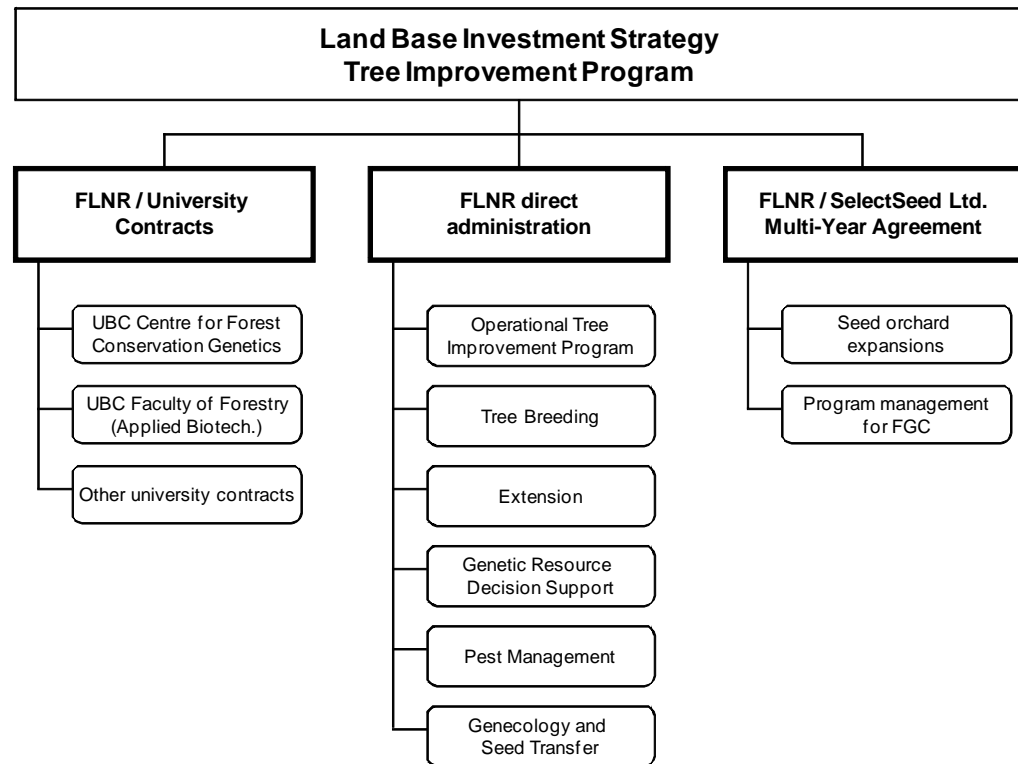 Land Base Investment Strategy
Tree Improvement Program
FLNR / University
Contracts
UBC Centre for Forest
Conservation Genetics
UBC Faculty of Forestry
(Applied Biotech.)
Other university contracts
FLNR direct
administration
Operational Tree
Improvement Program
Tree Breeding
Extension
Genetic Resource
Decision Support
Pest Management
Genecology and
Seed Transfer
FLNR / SelectSeed Ltd.
Multi-Year Agreement
Seed orchard
expansions
Program management
for FGC